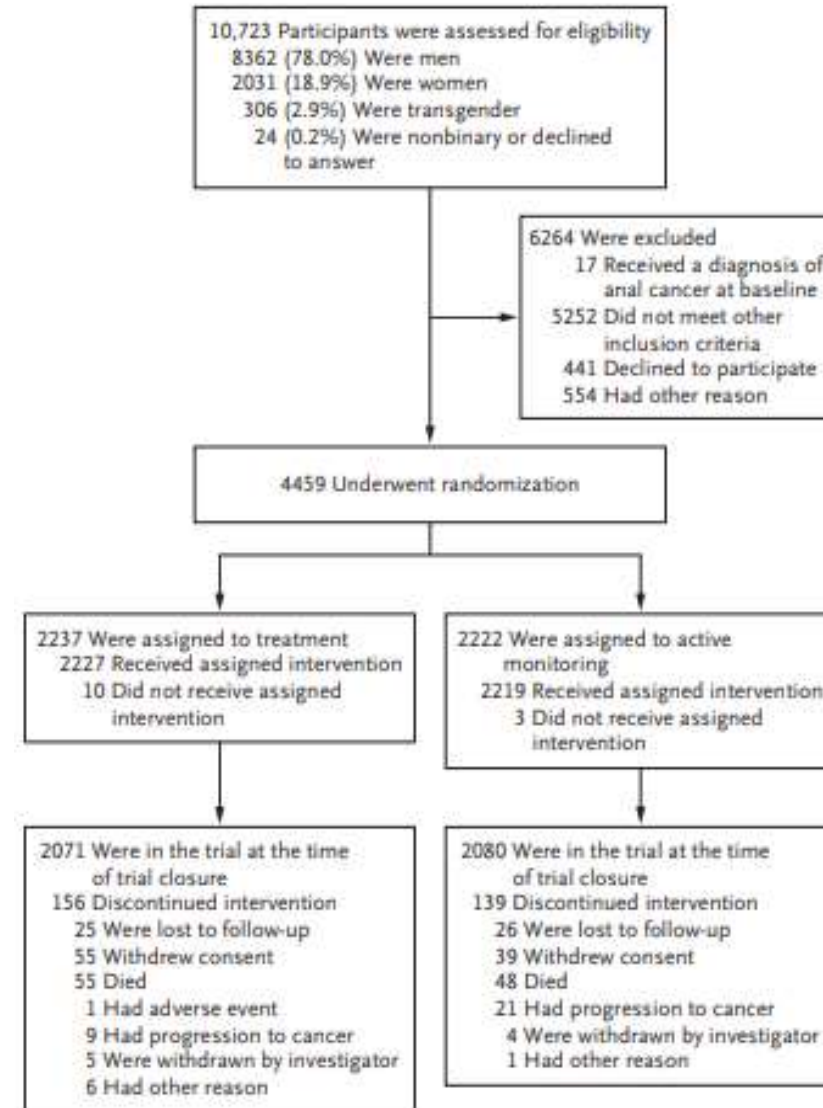 10,723 Participants were assessed for eligibility
8362 (78.0%) Were men
2031 (18.9%) Were women
306 (2.9%) Were transgender
24 (0.2%) Were nonbinary or declined
to answer
6264 Were excluded
17 Received a diagnosis of
anal cancer at baseline
5252 Did not meet other
inclusion criteria
441 Declined to participate
554 Had other reason
4459 Underwent randomization
2237 Were assigned to treatment
2227 Received assigned intervention
10 Did not receive assigned
intervention
2222 Were assigned to active
monitoring
2219 Received assigned intervention
3 Did not receive assigned
intervention
2071 Were in the trial at the time
of trial closure
156 Discontinued intervention
25 Were lost to follow-up
55 Withdrew consent
55 Died
1 Had adverse event
9 Had progression to cancer
5 Were withdrawn by investigator
6 Had other reason
2080 Were in the trial at the time
of trial closure
139 Discontinued intervention
26 Were lost to follow-up
39 Withdrew consent
48 Died
21 Had progression to cancer
4 Were withdrawn by investigator
1 Had other reason